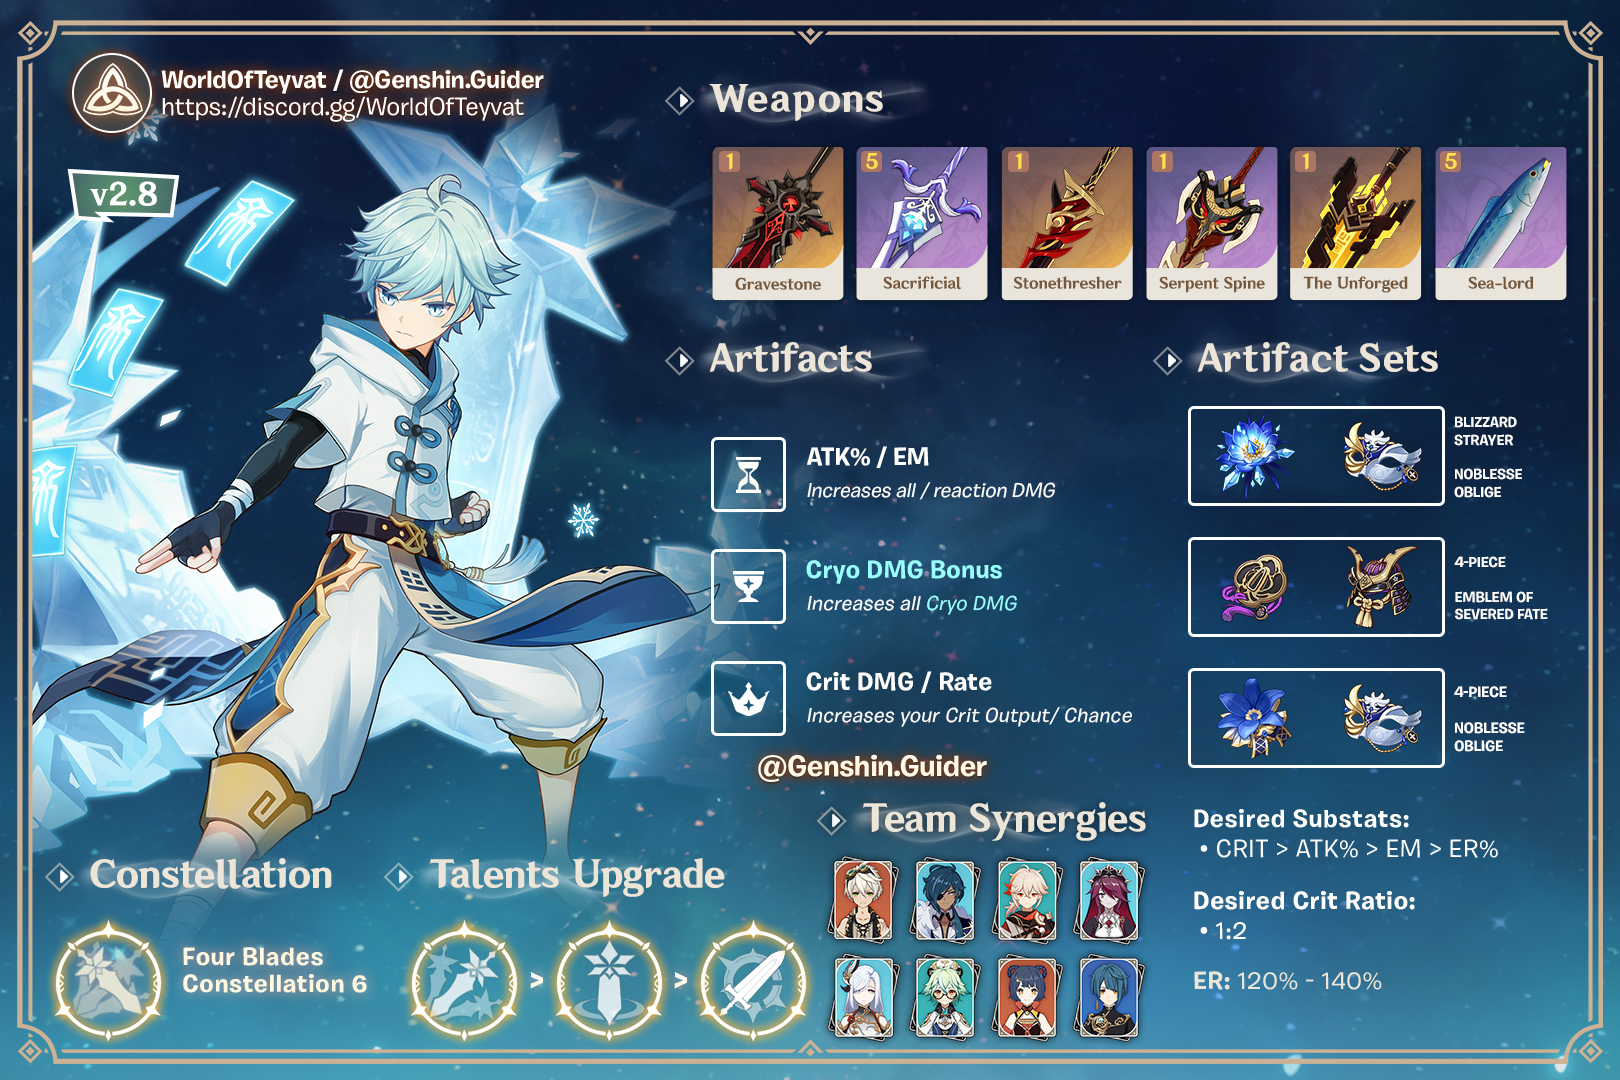 WorldOfTeyvat / @Genshin.Guider
https://discord.gg/WorldOfTeyvat
v2.8
Weapons
1
5
1
1
1
5
Gravestone
Sacrificial
Stonethresher
Serpent Spine
The Unforged
Sea-lord
Artifacts
ATK% / EM
Increases all / reaction DMG
Cryo DMG Bonus
Increases all Cryo DMG
Crit DMG / Rate
Increases your Crit Output/ Chance
@Genshin.Guider
Artifact Sets
BLIZZARD
STRAYER
NOBLESSE
OBLIGE
4-PIECE
EMBLEM OF
SEVERED FATE
4-PIECE
NOBLESSE
OBLIGE
Constellation
Four Blades
Constellation 6
Talents Upgrade
>
>
Team Synergies
Desired Substats:
• CRIT > ATK% > EM > ER%
Desired Crit Ratio:
• 1:2
ER: 120% - 140%